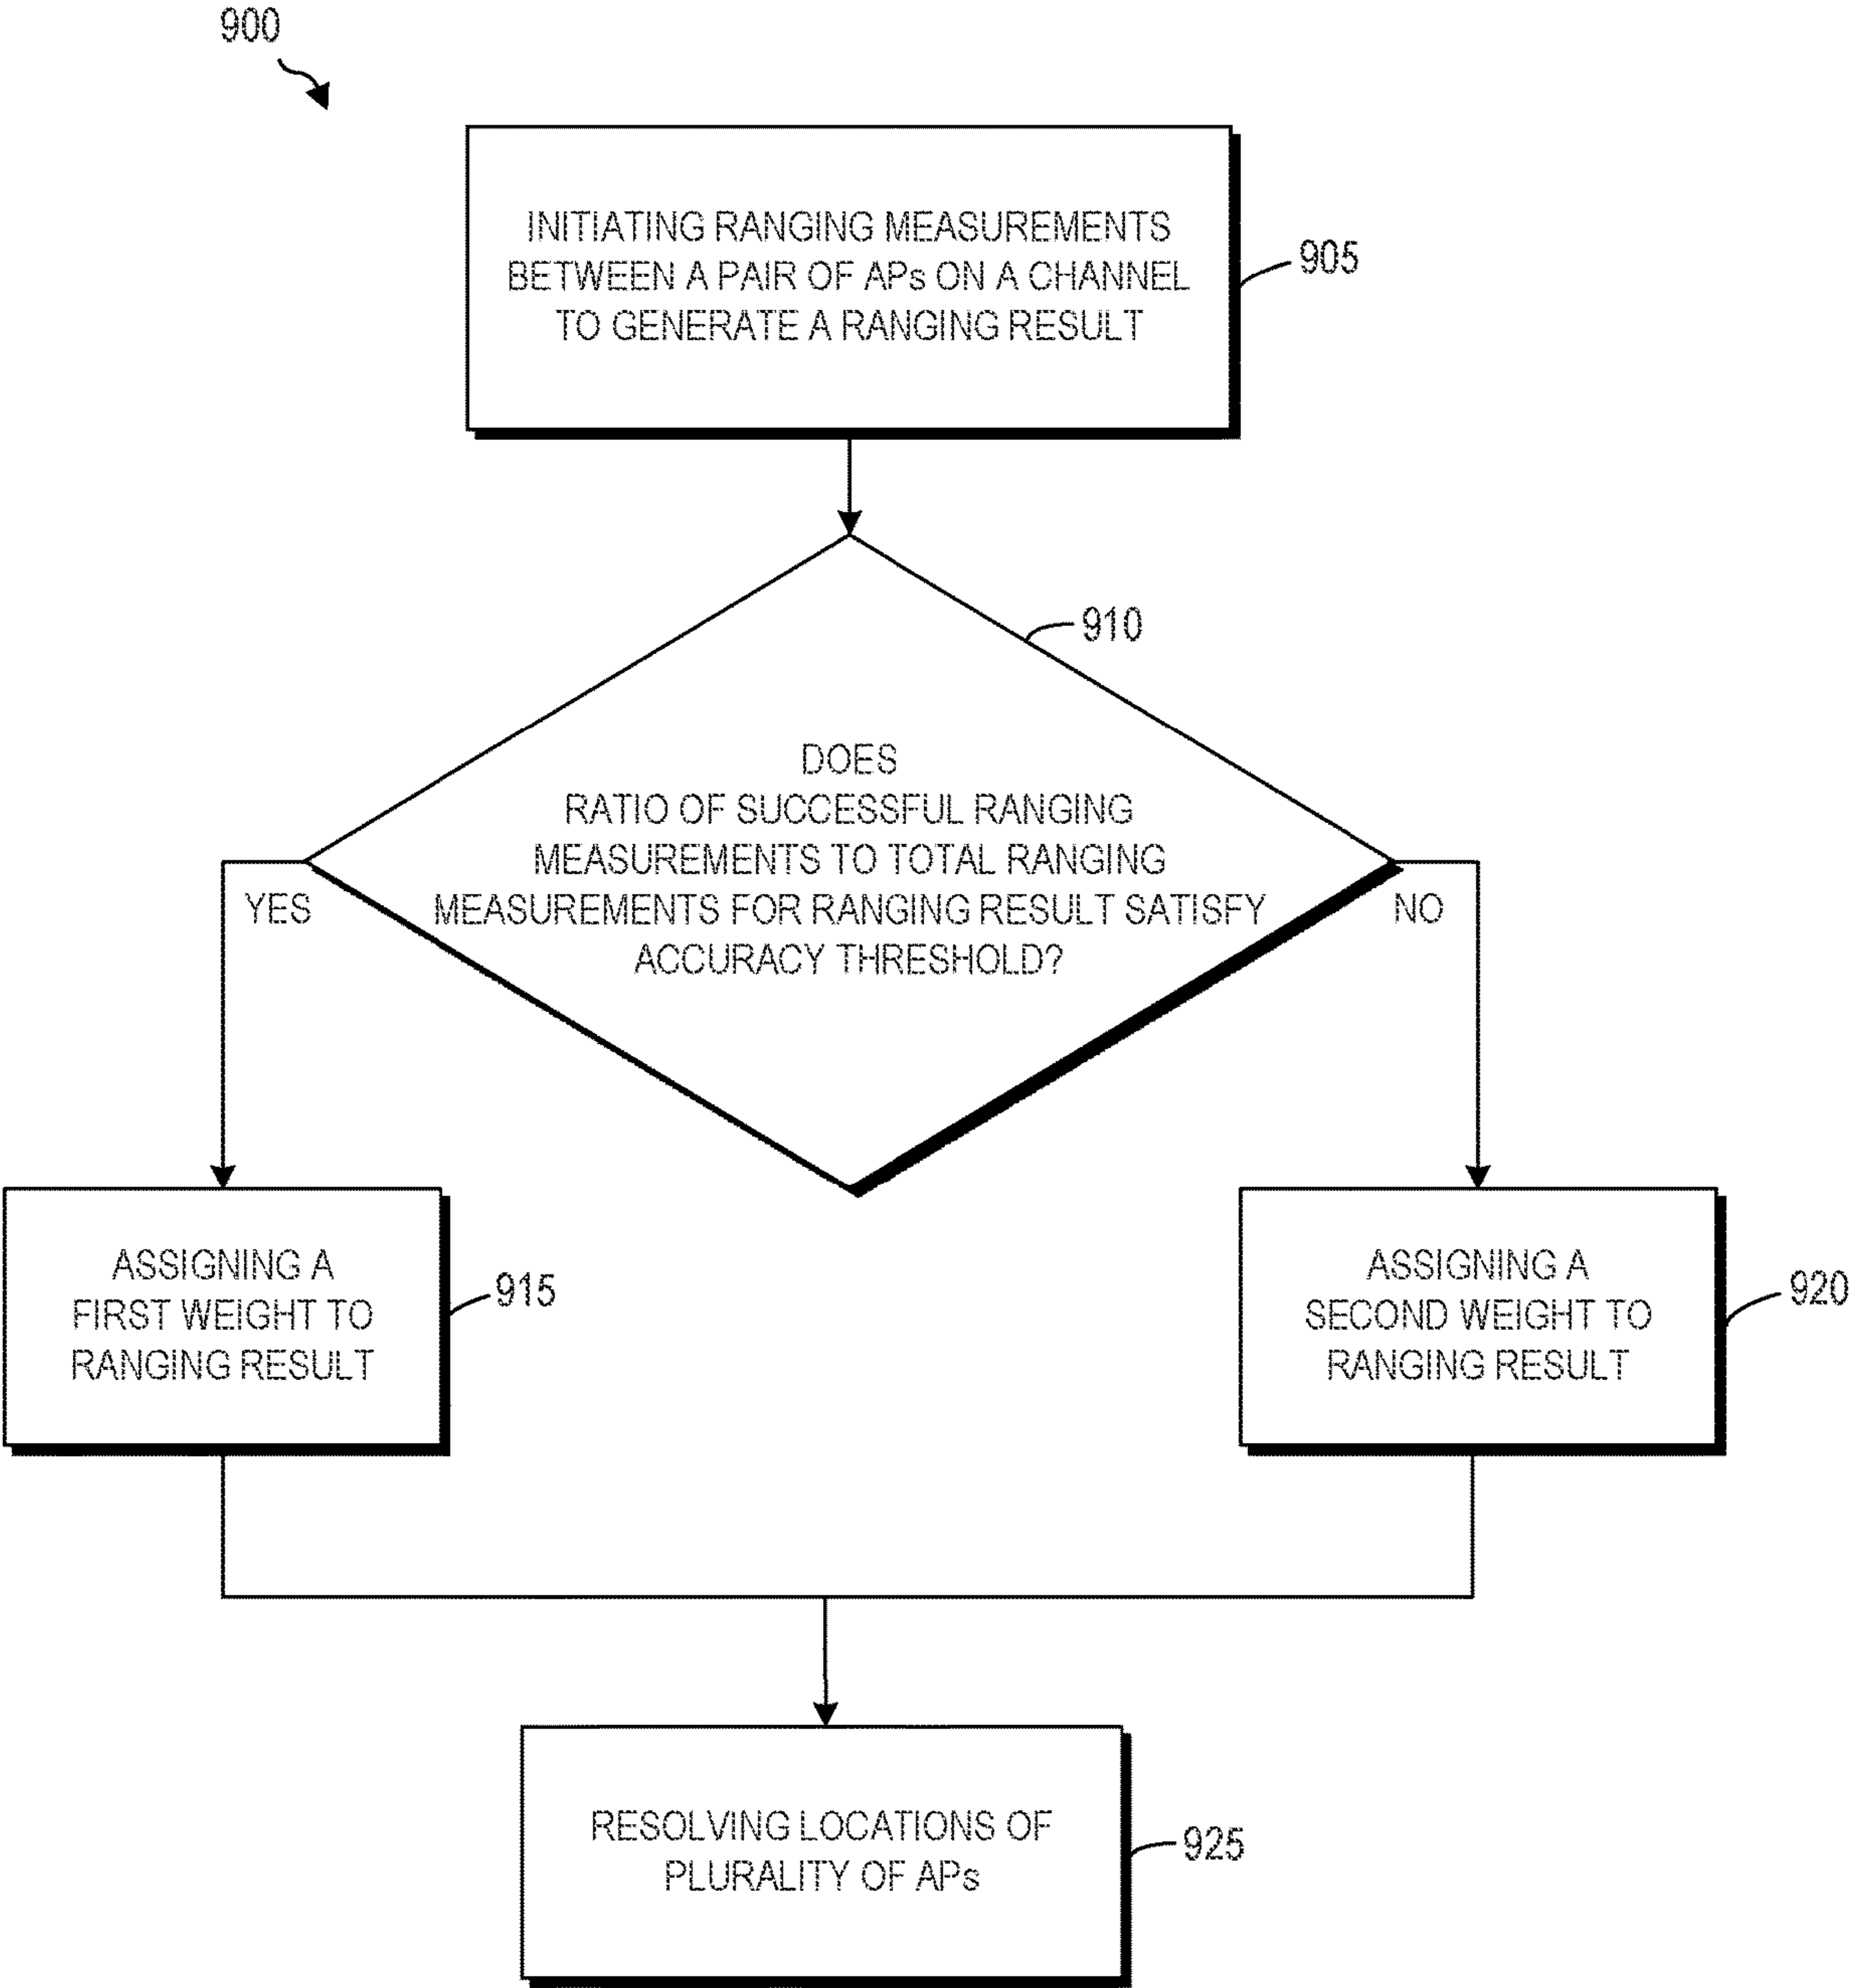 900
INITIATING RANGING MEASUREMENTS
BETWEEN A PAIR OF APs ON A CHANNEL
TO GENERATE A RANGING RESULT
905
910
DOES
RATIO OF SUCCESSFUL RANGING
MEASUREMENTS TO TOTAL RANGING
MEASUREMENTS FOR RANGING RESULT SATISFY
ACCURACY THRESHOLD?
YES
NO
ASSIGNING A
FIRST WEIGHT TO
RANGING RESULT
915
ASSIGNING A
SECOND WEIGHT TO
RANGING RESULT
920
RESOLVING LOCATIONS OF
PLURALITY OF APs
925